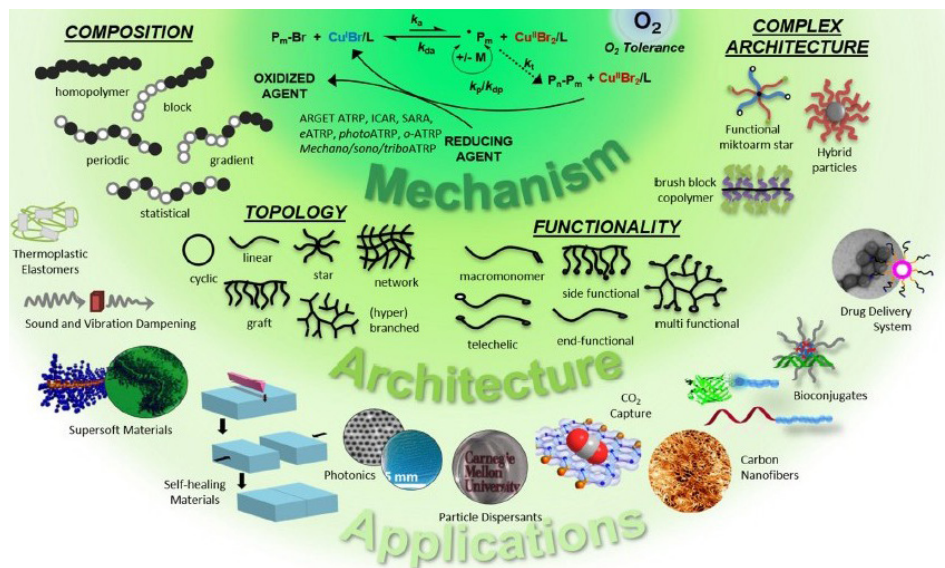 COMPOSITION
homopolymer
block
periodic
gradient
statistical
Pm-Br + CuIBr/L
ka
kda
* Pm + CuIIBr2/L
+/- M
kp/kdp
kt
Pn-Pm + CuIIBr2/L
OXIDIZED
AGENT
ARGET ATRP, ICAR, SARA,
eATRP, photoATRP, o-ATRP
Mechano/sono/triboATRP
REDUCING
AGENT
O2
O2 Tolerance
COMPLEX
ARCHITECTURE
Functional
miktoarm star
Hybrid
particles
brush block
copolymer
Mechanism
TOPOLOGY
cyclic
linear
star
network
graft
(hyper)
branched
FUNCTIONALITY
macromonomer
side functional
telechelic
end-functional
multi functional
Architecture
Thermoplastic
Elastomers
Sound and Vibration Dampening
Supersoft Materials
Self-healing
Materials
Photonics
5 mm
Carnegie
Mellon
University
Particle Dispersants
CO2
Capture
Carbon
Nanofibers
Bioconjugates
Drug Delivery
System
Applications